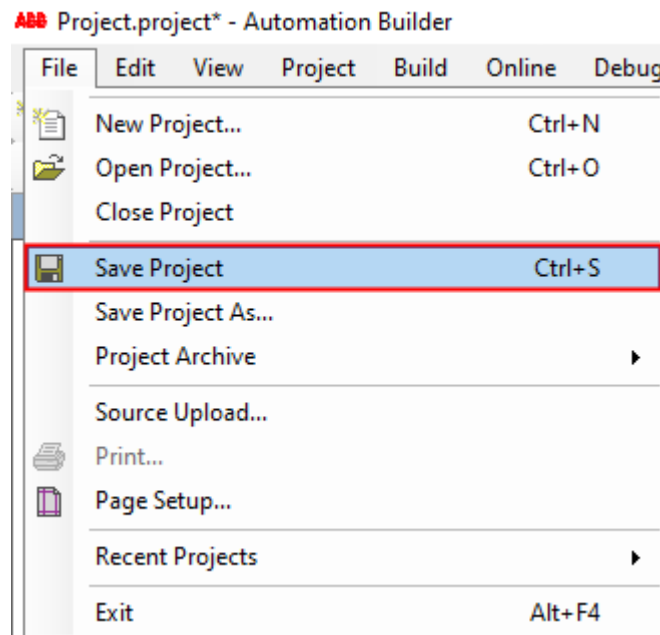 ABB Project.project* - Automation Builder
File Edit View Project Build Online Debug
New Project... Ctrl+N
Open Project... Ctrl+O
Close Project
Save Project Ctrl+S
Save Project As...
Project Archive
Source Upload...
Print...
Page Setup...
Recent Projects
Exit Alt+F4